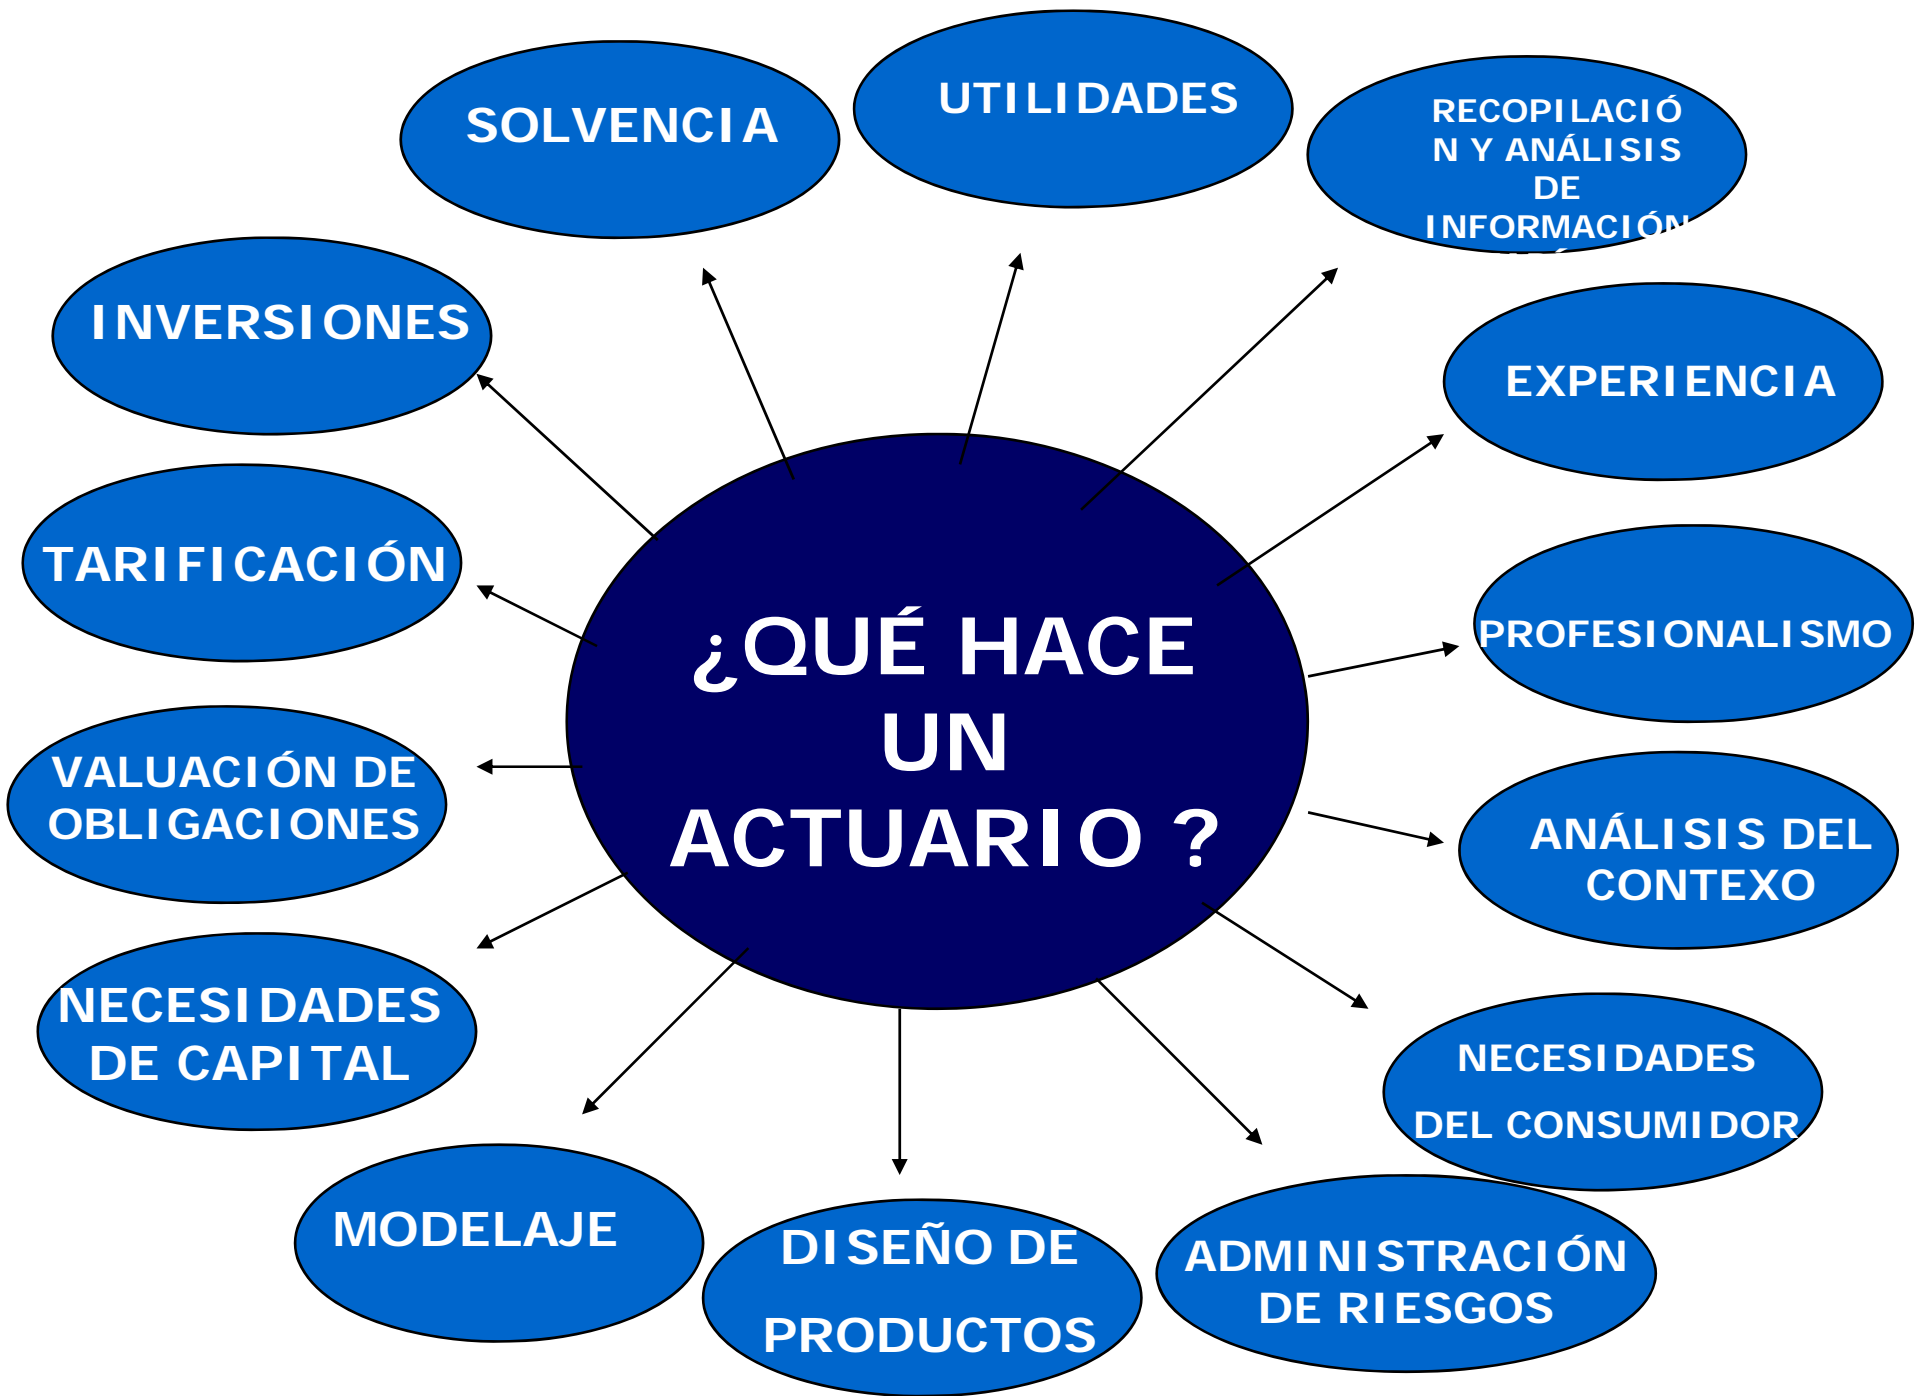 SOLVENCIA
UTILIDADES
RECOPILACIÓ
N Y ANÁLISIS
DE
INFORMACIÓN
INVERSIONES
EXPERIENCIA
TARIFICACIÓN
PROFESIONALISMO
¿QUÉ HACE
UN
ACTUARIO ?
VALUACIÓN DE
OBLIGACIONES
ANÁLISIS DEL
CONTEXO
NECESIDADES
DE CAPITAL
NECESIDADES
DEL CONSUMIDOR
MODELAJE
DISEÑO DE
PRODUCTOS
ADMINISTRACIÓN
DE RIESGOS